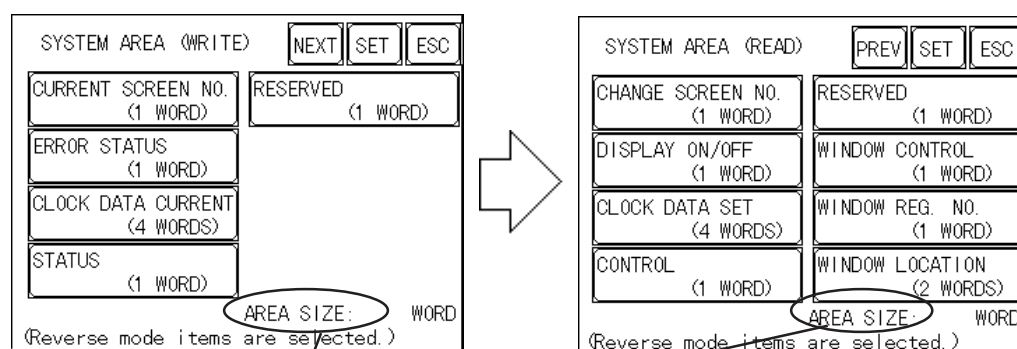 SYSTEM AREA (WRITE) NEXT SET ESC
CURRENT SCREEN NO. RESERVED
(1 WORD) (1 WORD)
ERROR STATUS
(1 WORD)
CLOCK DATA CURRENT
(4 WORDS)
STATUS
(1 WORD)
AREA SIZE: WORD
(Reverse mode items are selected.)
SYSTEM AREA (READ) PREV SET ESC
CHANGE SCREEN NO. RESERVED
(1 WORD) (1 WORD)
DISPLAY ON/OFF WINDOW CONTROL
(1 WORD) (1 WORD)
CLOCK DATA SET WINDOW REG. NO.
(4 WORDS) (1 WORD)
CONTROL WINDOW LOCATION
(1 WORD) (2 WORDS)
AREA SIZE: WORD
(Reverse mode items are selected.)